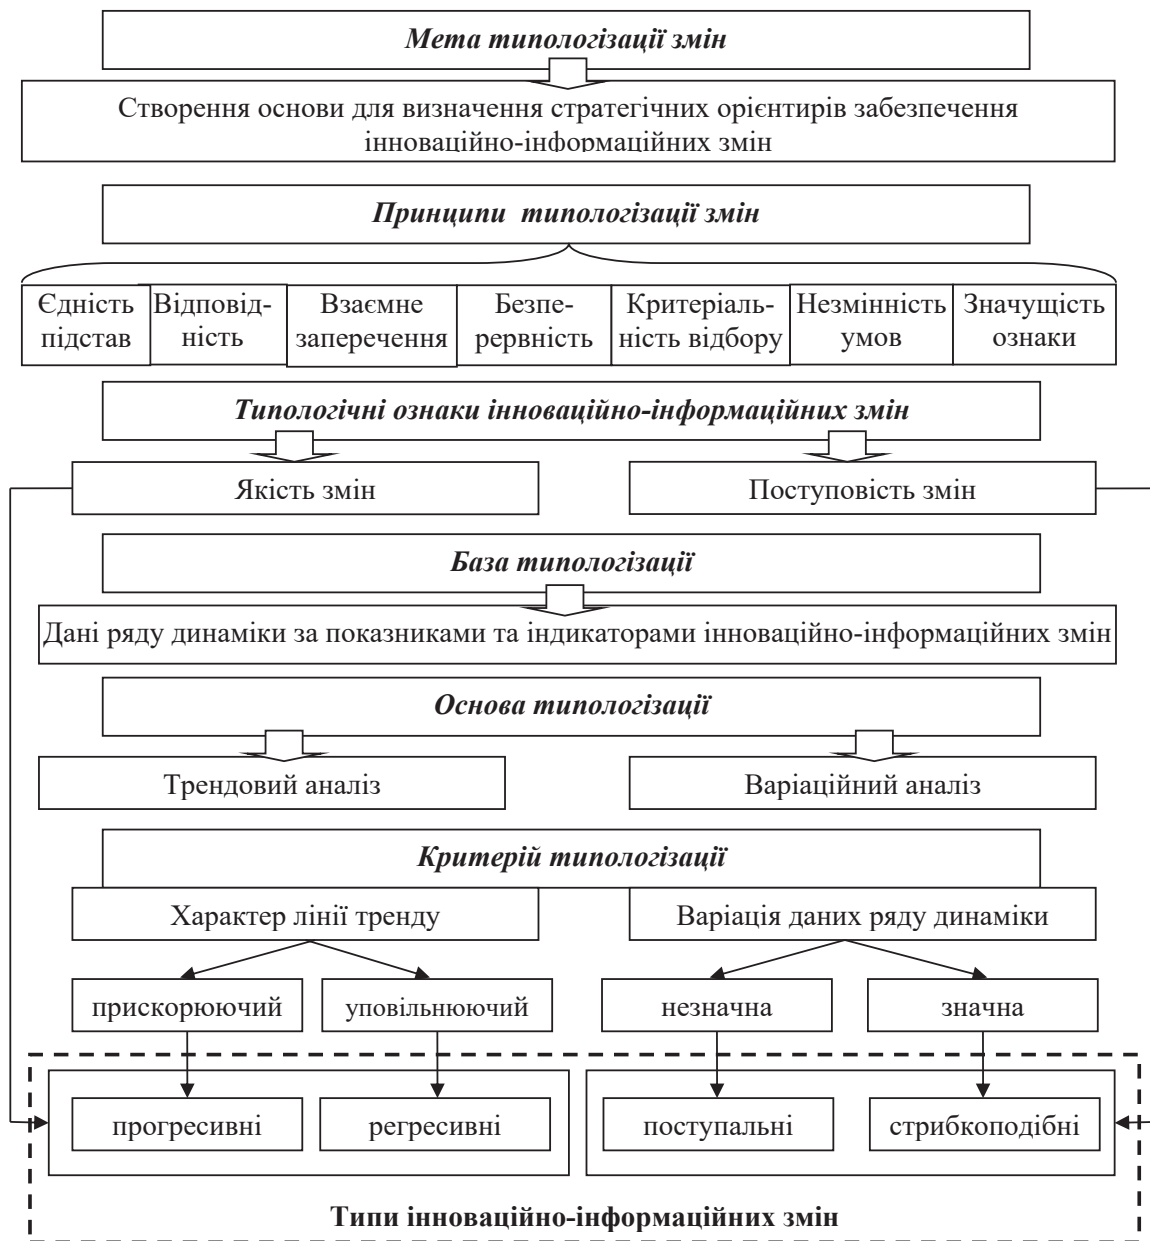 Мета типологізації змін
Створення основи для визначення стратегічних орієнтирів забезпечення
інноваційно-інформаційних змін
Принципи типологізації змін
Єдність
підстав
Відповід-
ність
Взаємне
заперечення
Безпе-
рервність
Критеріаль-
ність відбору
Незмінність
умов
Значущість
ознаки
Типологічні ознаки інноваційно-інформаційних змін
Якість змін
Поступовість змін
База типологізації
Дані ряду динаміки за показниками та індикаторами інноваційно-інформаційних змін
Основа типологізації
Трендовий аналіз
Варіаційний аналіз
Критерій типологізації
Характер лінії тренду
Варіація даних ряду динаміки
прискорюючий
уповільнюючий
незначна
значна
прогресивні
регресивні
поступальні
стрибкоподібні
Типи інноваційно-інформаційних змін